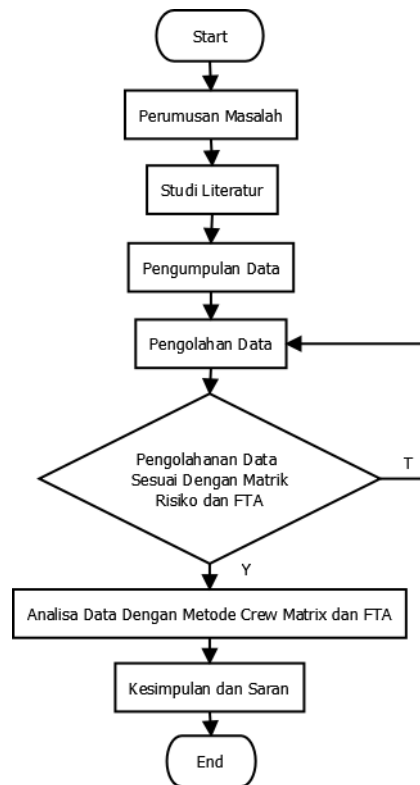 Start
Perumusan Masalah
Studi Literatur
Pengumpulan Data
Pengolahan Data
Pengolahanan Data
Sesuai Dengan Matrik
Risiko dan FTA
T
Y
Analisa Data Dengan Metode Crew Matrix dan FTA
Kesimpulan dan Saran
End